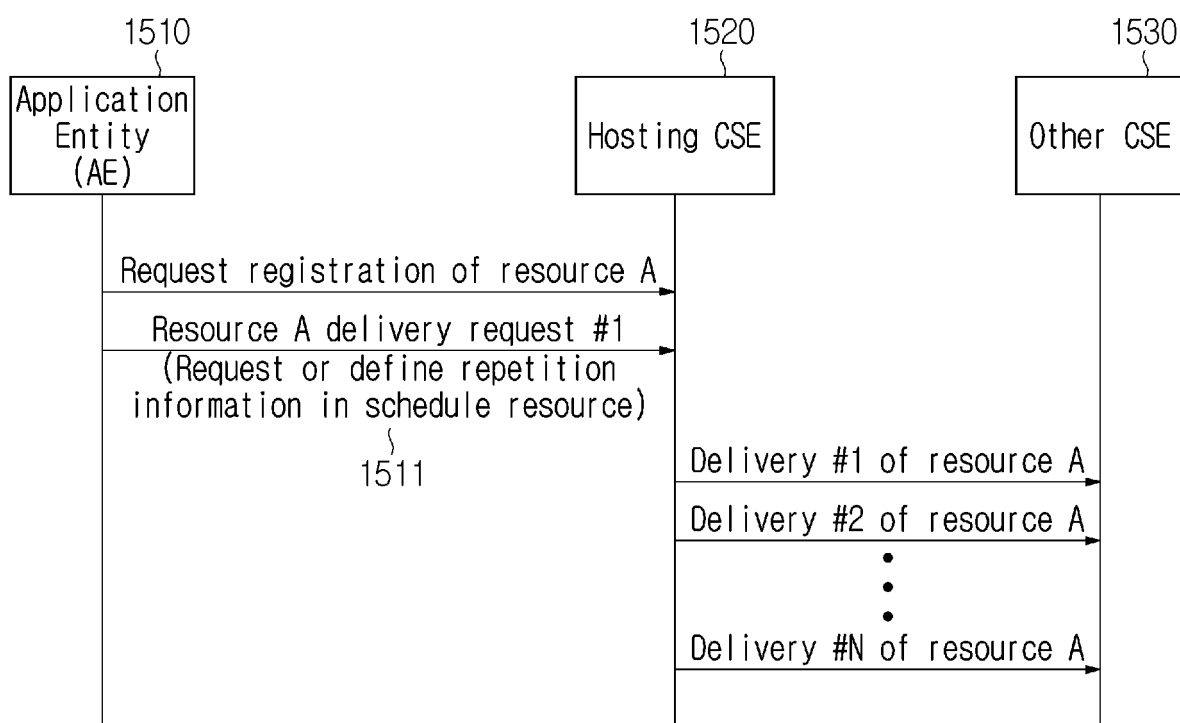 1510
1520
1530
Application
Entity
(AE)
Hosting CSE
Other CSE
Request registration of resource A
Resource A delivery request #1
(Request or define repetition
information in schedule resource)
1511
Delivery #1 of resource A
Delivery #2 of resource A
Delivery #N of resource A